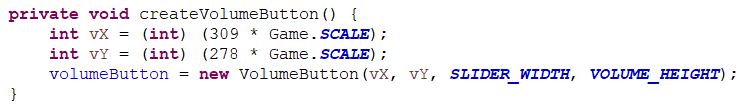 private void createVolumeButton() {
    int vX = (int) (309 * Game.SCALE);
    int vY = (int) (278 * Game.SCALE);
    volumeButton = new VolumeButton(vX, vY, SLIDER_WIDTH, VOLUME_HEIGHT);
}